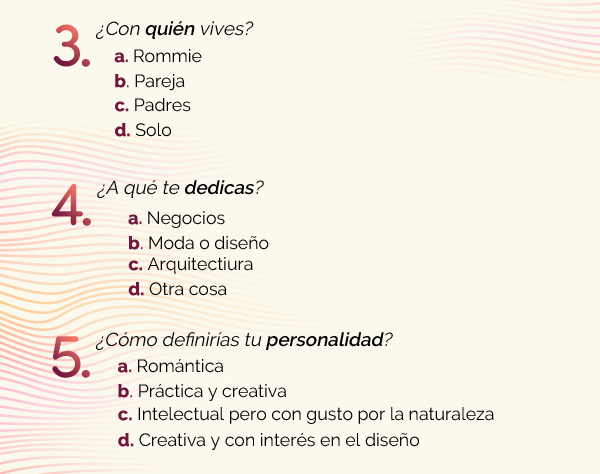 3. ¿Con quién vives?
a. Rommie
b. Pareja
c. Padres
d. Solo
4. ¿A qué te dedicas?
a. Negocios
b. Moda o diseño
c. Arquitectiura
d. Otra cosa
5. ¿Cómo definirías tu personalidad?
a. Romántica
b. Práctica y creativa
c. Intelectual pero con gusto por la naturaleza
d. Creativa y con interés en el diseño